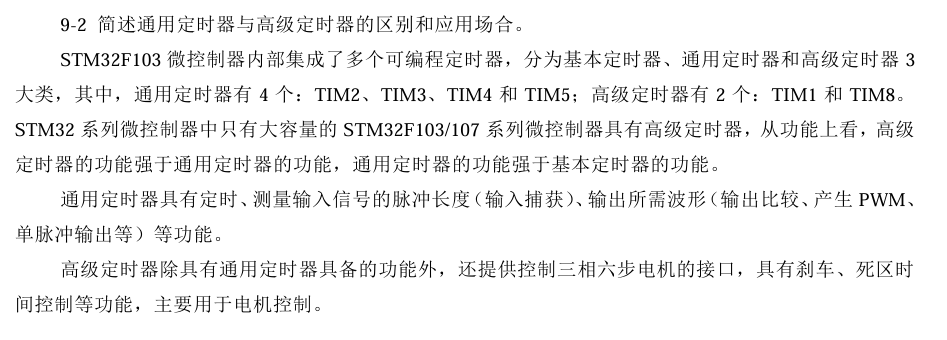 9-2 简述通用定时器与高级定时器的区别和应用场合。
STM32F103 微控制器内部集成了多个可编程定时器，分为基本定时器、通用定时器和高级定时器 3
大类，其中，通用定时器有 4 个：TIM2、TIM3、TIM4 和 TIM5；高级定时器有 2 个：TIM1 和 TIM8。
STM32 系列微控制器中只有大容量的 STM32F103/107 系列微控制器具有高级定时器，从功能上看，高级
定时器的功能强于通用定时器的功能，通用定时器的功能强于基本定时器的功能。
通用定时器具有定时、测量输入信号的脉冲长度（输入捕获）、输出所需波形（输出比较、产生 PWM、
单脉冲输出等）等功能。
高级定时器除具有通用定时器具备的功能外，还提供控制三相六步电机的接口，具有刹车、死区时
间控制等功能，主要用于电机控制。